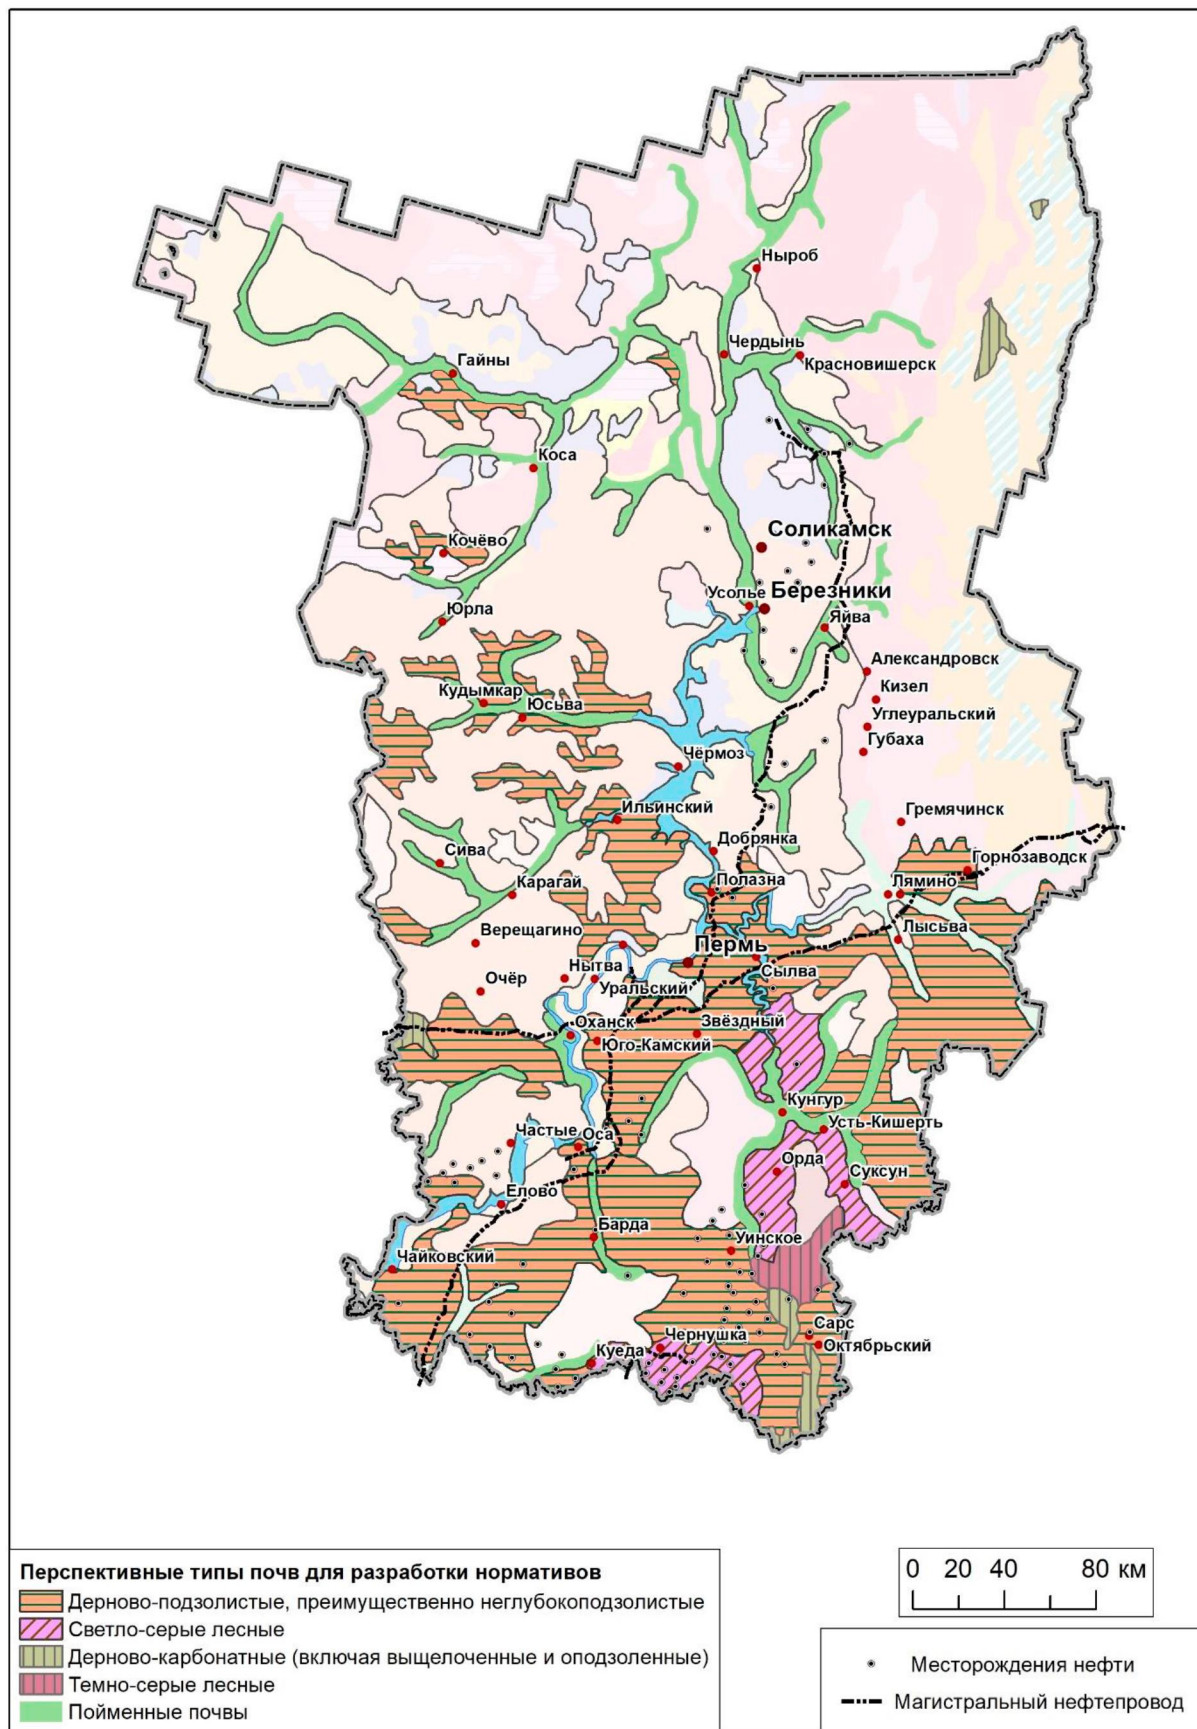 Ныроб
Чердынь
Красновишерск
Гайны
Коса
Соликамск
Кочёво
Усолье
Березники
Юрла
Яйва
Александровск
Кизел
Кудымкар
Юсьва
Углеуральский
Губаха
Чёрмоз
Ильинский
Гремячинск
Добрянка
Сива
Горнозаводск
Карагай
Полазна
Лямино
Верещагино
Пермь
Лысьва
Нытва
Сылва
Очёр
Уральский
Оханск
Звёздный
Юго-Камский
Кунгур
Усть-Кишерть
Частые
Оса
Орда
Суксун
Елово
Барда
Уинское
Чайковский
Сарс
Чернушка
Октябрьский
Куеда
Перспективные типы почв для разработки нормативов
Дерново-подзолистые, преимущественно неглубокоподзолистые
Светло-серые лесные
Дерново-карбонатные (включая выщелоченные и оподзоленные)
Темно-серые лесные
Пойменные почвы
0 20 40 80 км
Месторождения нефти
Магистральный нефтепровод